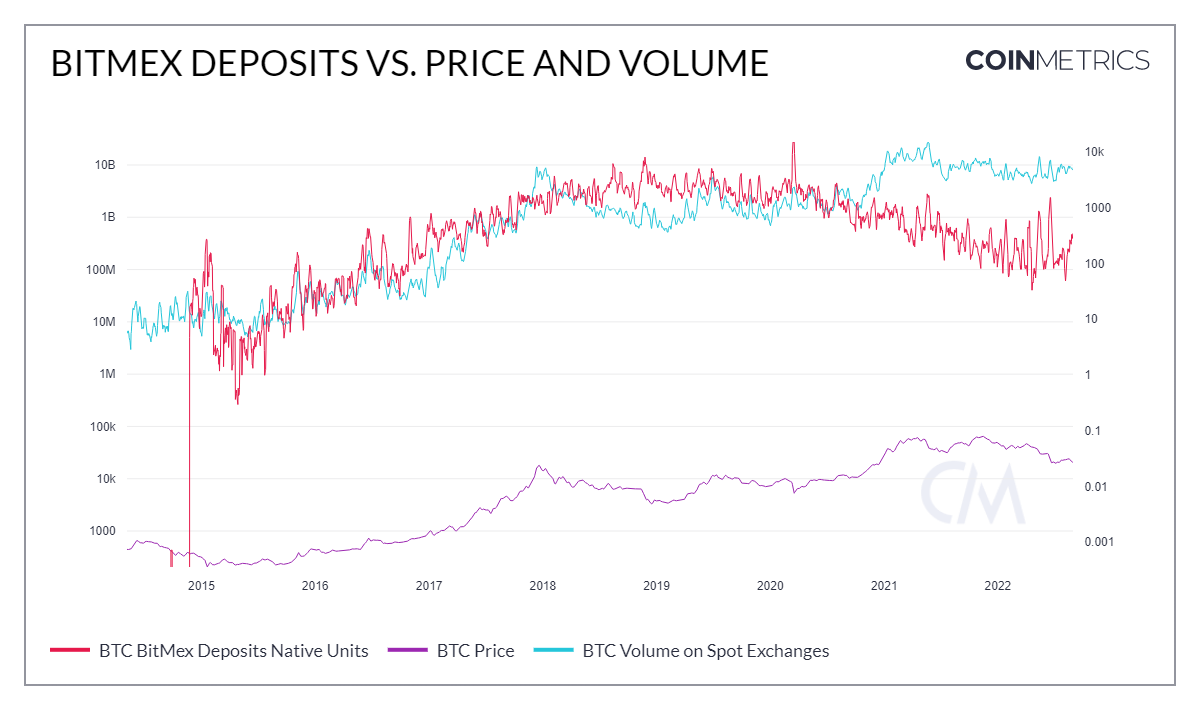 BITMEX DEPOSITS VS. PRICE AND VOLUME
COINMETRICS
10B
1B
100M
10M
1M
100k
10k
1000
10k
1000
100
10
1
0.1
0.01
0.001
CM
2015 2016 2017 2018 2019 2020 2021 2022
BTC BitMex Deposits Native Units BTC Price BTC Volume on Spot Exchanges